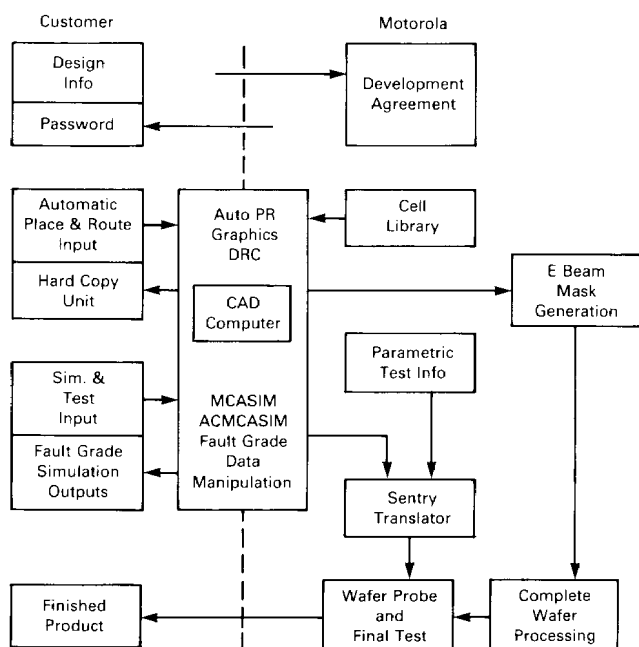 Customer
Motorola
Design
Info
Password
Development
Agreement
Automatic
Place & Route
Input
Hard Copy
Unit
Auto PR
Graphics
DRC
CAD
Computer
MCASIM
ACMCASIM
Fault Grade
Data
Manipulation
Cell
Library
E Beam
Mask
Generation
Sim. &
Test
Input
Fault Grade
Simulation
Outputs
Parametric
Test Info
Sentry
Translator
Finished
Product
Wafer Probe
and
Final Test
Complete
Wafer
Processing